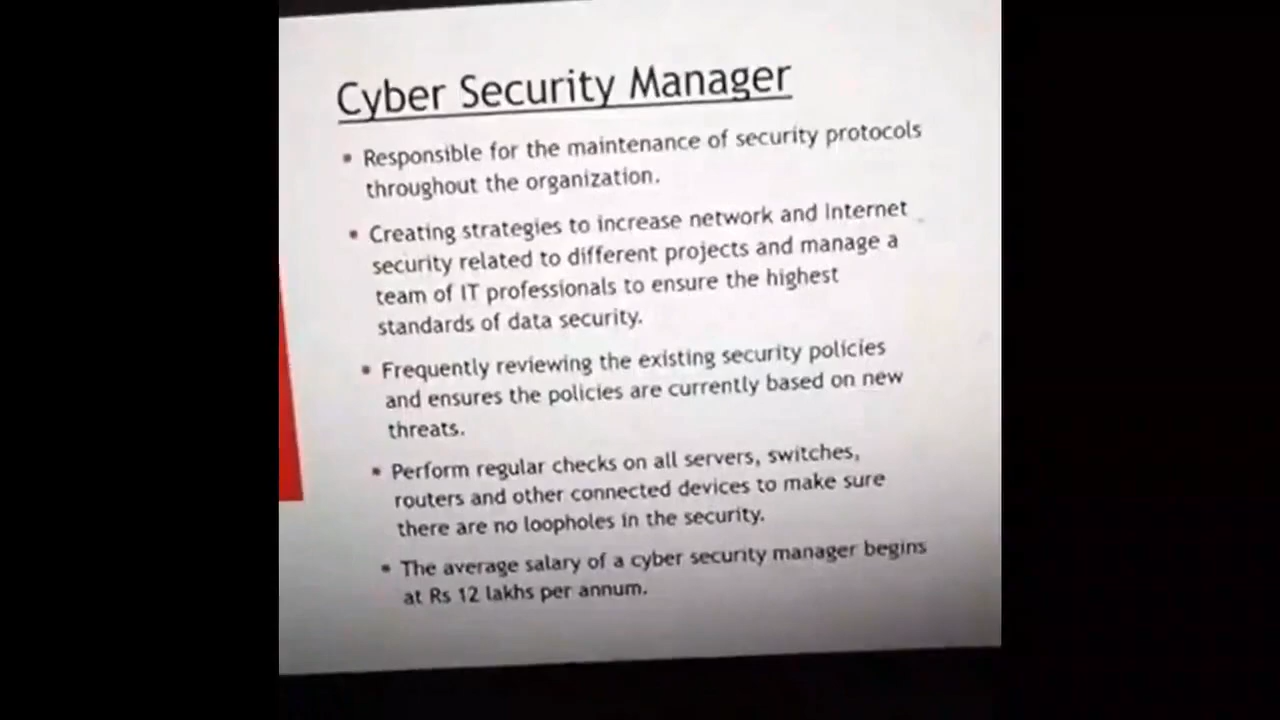 Cyber Security Manager
• Responsible for the maintenance of security protocols
throughout the organization.
• Creating strategies to increase network and Internet
security related to different projects and manage a
team of IT professionals to ensure the highest
standards of data security.
• Frequently reviewing the existing security policies
and ensures the policies are currently based on new
threats.
• Perform regular checks on all servers, switches,
routers and other connected devices to make sure
there are no loopholes in the security.
• The average salary of a cyber security manager begins
at Rs 12 lakhs per annum.